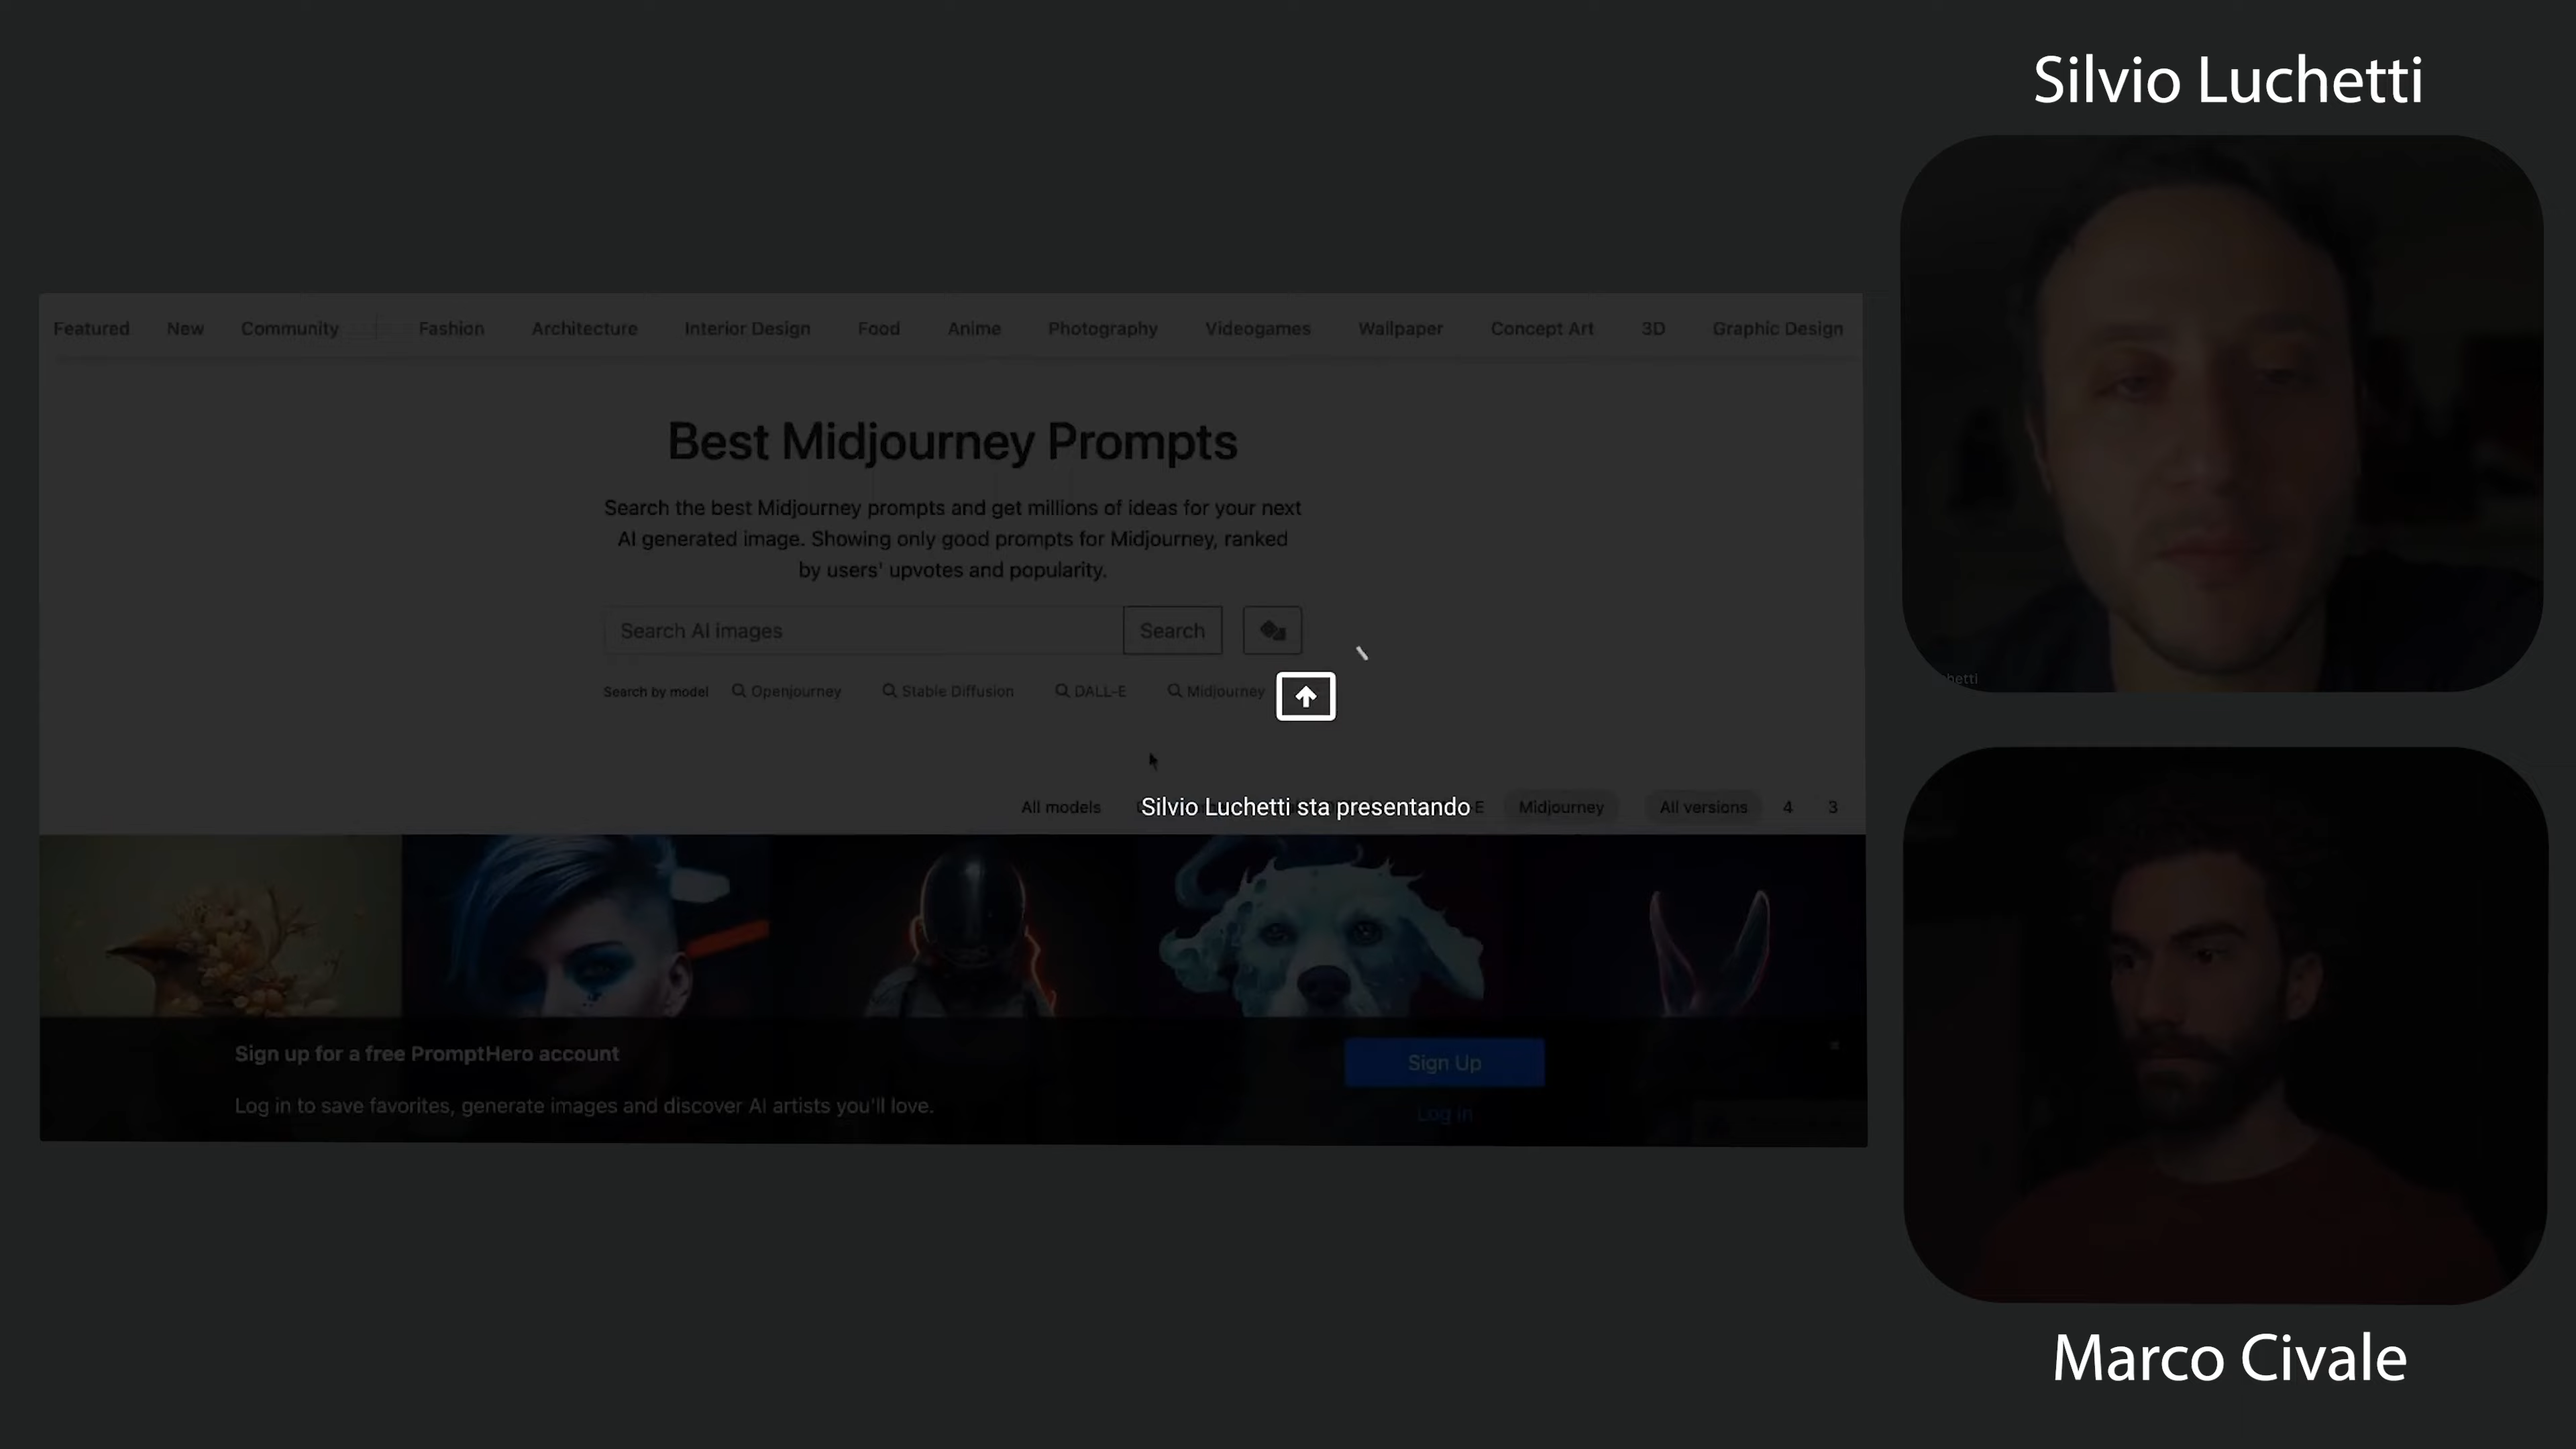 Silvio Luchetti
Featured New Community Fashion Architecture Interior Design Food Anime Photography Videogames Wallpaper Concept Art 3D Graphic Design
Best Midjourney Prompts
Search the best Midjourney prompts and get millions of ideas for your next
AI generated image. Showing only good prompts for Midjourney, ranked
by users' upvotes and popularity.
Search AI images Search
Search by model Openjourney Stable Diffusion DALL-E Midjourney
hetti
All models Midjourney All versions 4 3
Silvio Luchetti sta presentando
Sign up for a free PromptHero account
Sign Up
Log in to save favorites, generate images and discover AI artists you'll love.
Log in
Marco Civale